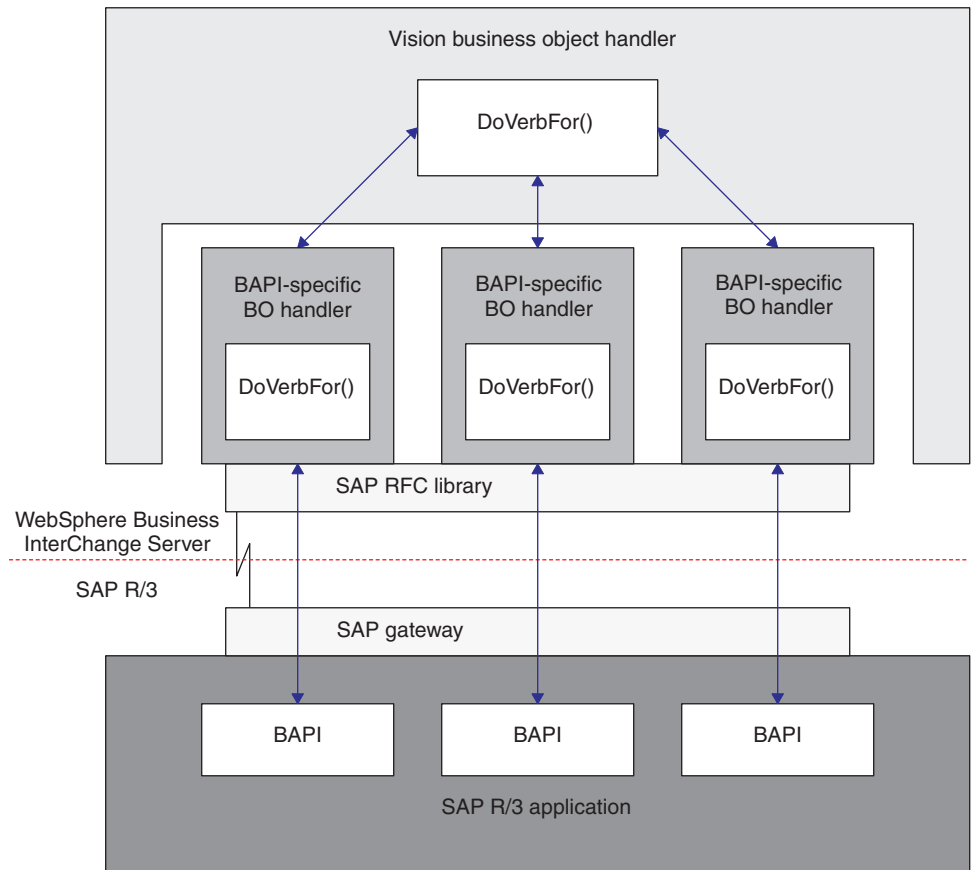 Vision business object handler
DoVerbFor()
BAPI-specific
BO handler
BAPI-specific
BO handler
BAPI-specific
BO handler
DoVerbFor()
DoVerbFor()
DoVerbFor()
SAP RFC library
WebSphere Business
InterChange Server
SAP R/3
SAP gateway
BAPI
BAPI
BAPI
SAP R/3 application